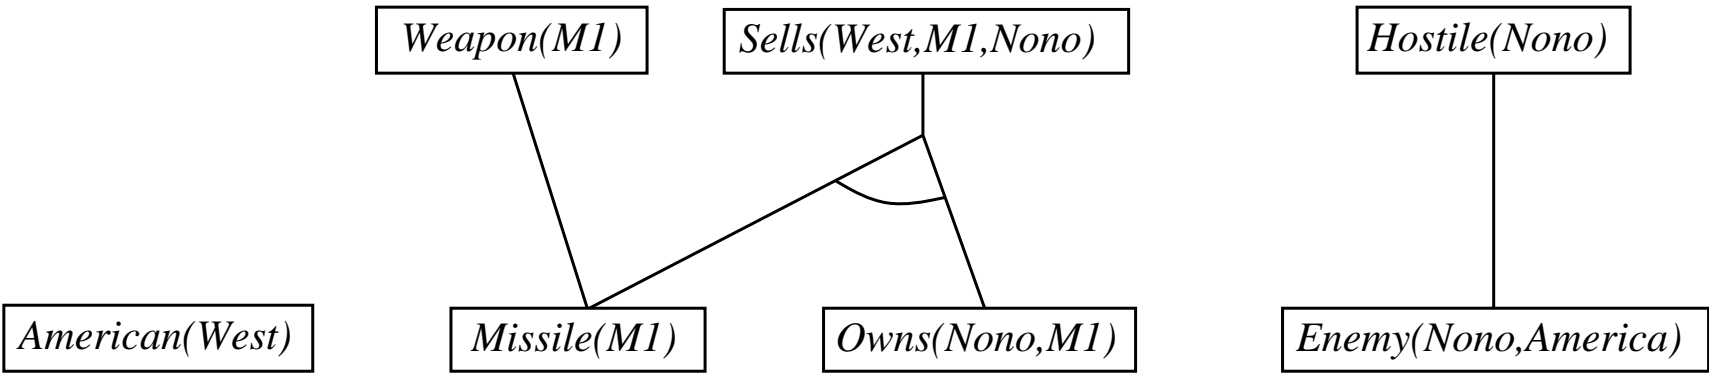 Weapon(M1)
Sells(West,M1,Nono)
Hostile(Nono)
American(West)
Missile(M1)
Owns(Nono,M1)
Enemy(Nono,America)